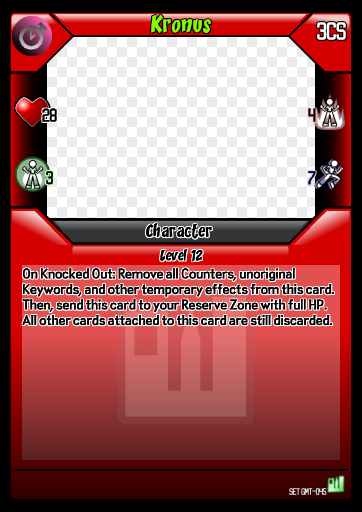 Kronus
3CS
28
4
3
7
Character
Level 12
On Knocked Out: Remove all Counters, unoriginal
Keywords, and other temporary effects from this card.
Then, send this card to your Reserve Zone with full HP.
All other cards attached to this card are still discarded.
SET GMT-045